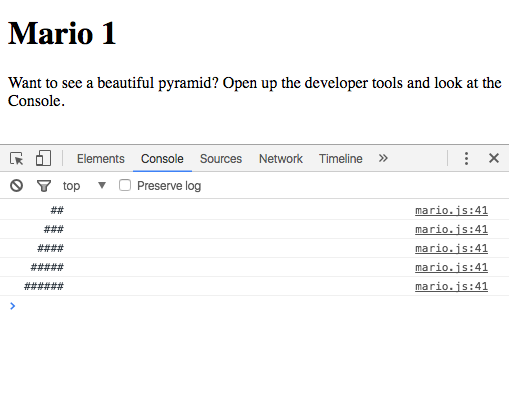 Mario 1
Want to see a beautiful pyramid? Open up the developer tools and look at the
Console.
Elements Console Sources Network Timeline »
top Preserve log
## mario.js:41
### mario.js:41
#### mario.js:41
##### mario.js:41
###### mario.js:41
>